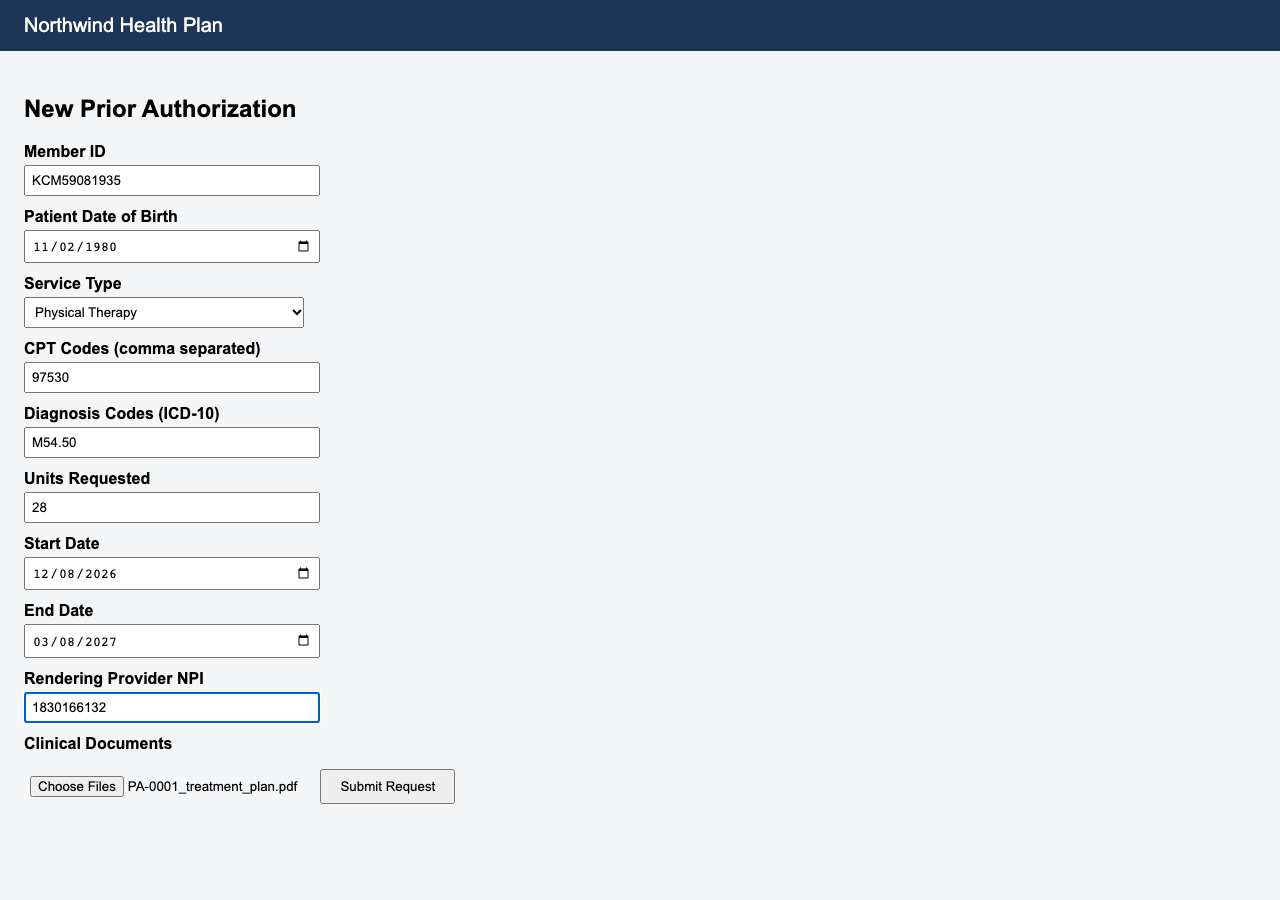 Northwind Health Plan
New Prior Authorization
Member ID
KCM59081935
Patient Date of Birth
11/02/1980
Service Type
Physical Therapy
CPT Codes (comma separated)
97530
Diagnosis Codes (ICD-10)
M54.50
Units Requested
28
Start Date
12/08/2026
End Date
03/08/2027
Rendering Provider NPI
1830166132
Clinical Documents
Choose Files PA-0001_treatment_plan.pdf Submit Request